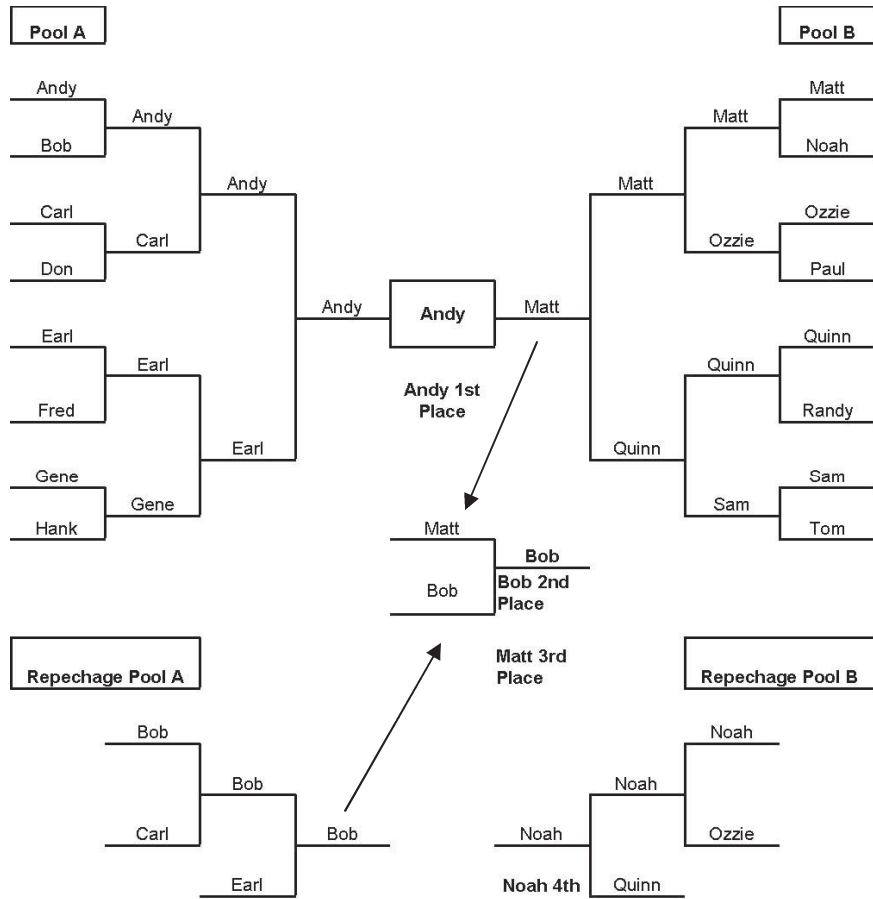 Pool A
Pool B
Andy
Matt
Andy
Matt
Bob
Noah
Andy
Matt
Carl
Ozzie
Carl
Ozzie
Don
Paul
Andy
Andy
Matt
Earl
Quinn
Earl
Quinn
Andy 1st
Place
Fred
Randy
Earl
Quinn
Gene
Sam
Gene
Sam
Hank
Matt
Tom
Bob
Bob
Bob 2nd
Place
Matt 3rd
Place
Repechage Pool A
Repechage Pool B
Bob
Noah
Bob
Noah
Carl
Bob
Noah
Ozzie
Earl
Noah 4th
Quinn